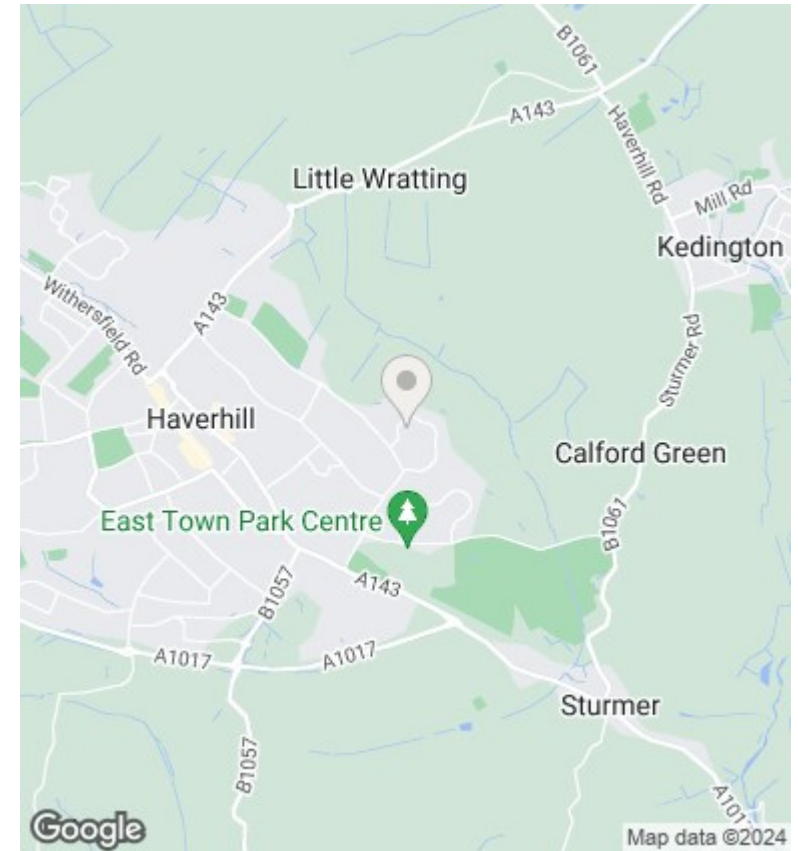 B1061
A143
Haverhill Rd
Little Wratting
Mill Rd
Kedington
Withersfield Rd
A143
Sturmer Rd
Haverhill
Calford Green
East Town Park Centre
B1061
B1057
A143
A1017
A1017
Sturmer
B1057
A1017
Google
Map data ©2024